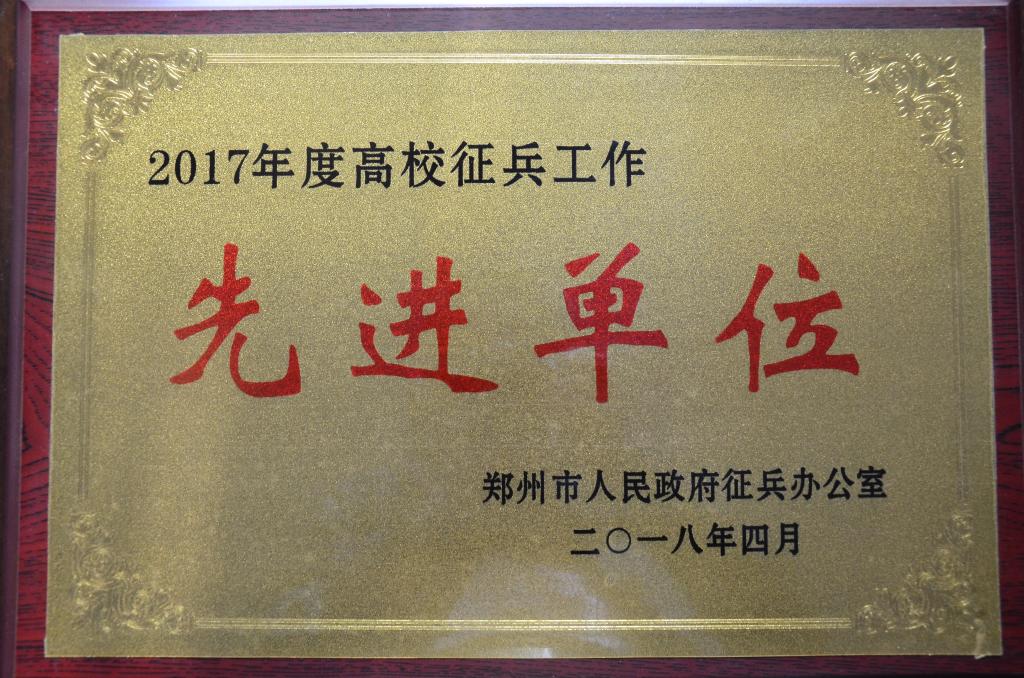 2017年度高校征兵工作
先进单位
郑州市人民政府征兵办公室
二〇一八年四月